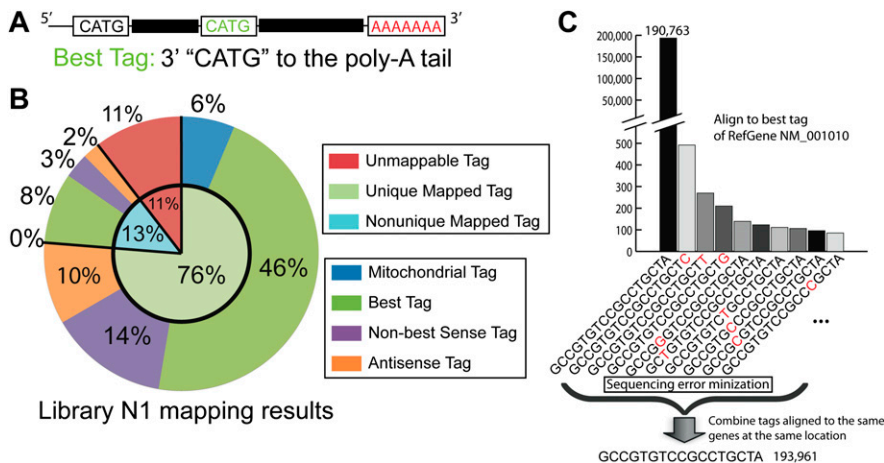 A
5’
CATG
CATG
AAAAAAA
3’
Best Tag: 3’ “CATG” to the poly-A tail
B
6%
46%
14%
10%
0%
8%
3%
2%
11%
11%
13%
76%
Library N1 mapping results
Unmappable Tag
Unique Mapped Tag
Nonunique Mapped Tag
Mitochondrial Tag
Best Tag
Non-best Sense Tag
Antisense Tag
C
190,763
200,000
150,000
100,000
50,000
500
400
300
200
100
0
Align to best tag
of RefGene NM_001010
GCCGTGTCCGCCTGCTA
GCCGTGTCCGCCTGCTC
GCCGTGTCCGCCTGCTT
GCCGTGTCCGCCTGCTG
GCCGGGTCCGCCTGCTA
GCTGTGTCCGCCTGCTA
GCCGTGTCTGCCTGCTA
GCCGTGCCCGCCTGCTA
GCCGCGTCCGCCTGCTA
GCCGTGTCCGCCCGCTA
...
Sequencing error minization
Combine tags aligned to the same
genes at the same location
GCCGTGTCCGCCTGCTA 193,961